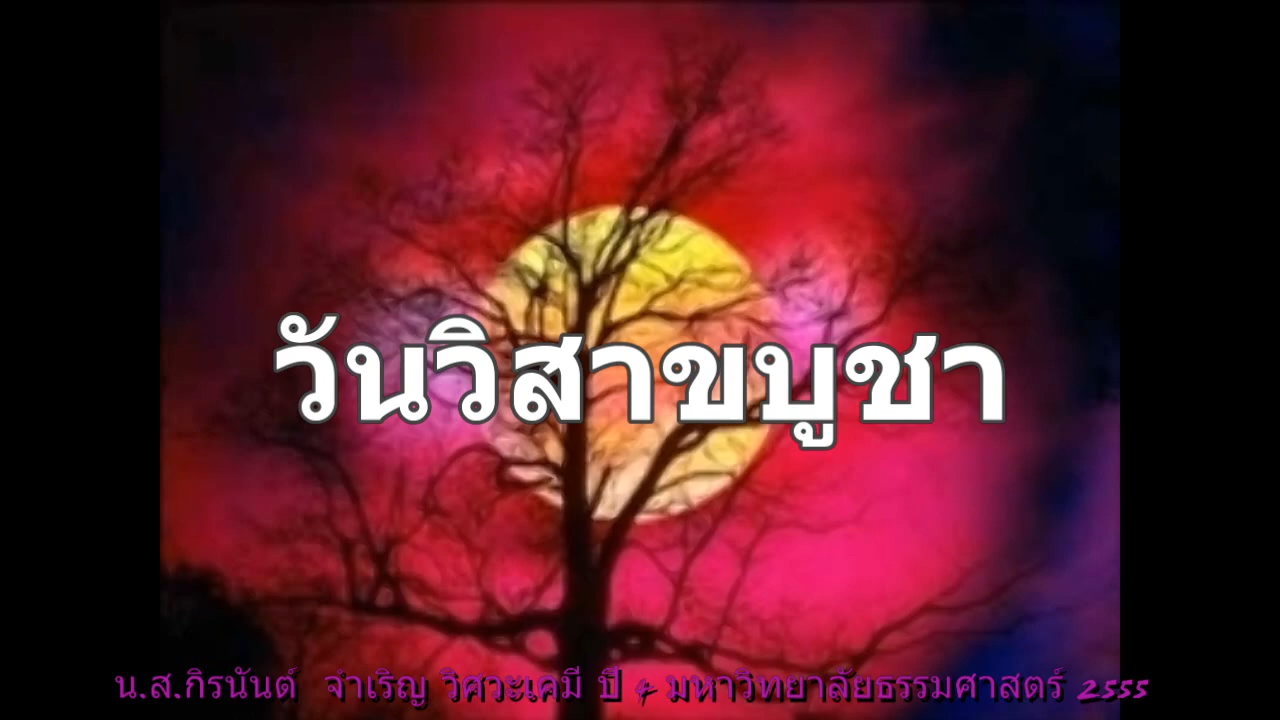 วันวิสาขบูชา
น.ส.กิรนันต์ จำเริญ วิศวะเคมี ปี 4 มหาวิทยาลัยธรรมศาสตร์ 2555